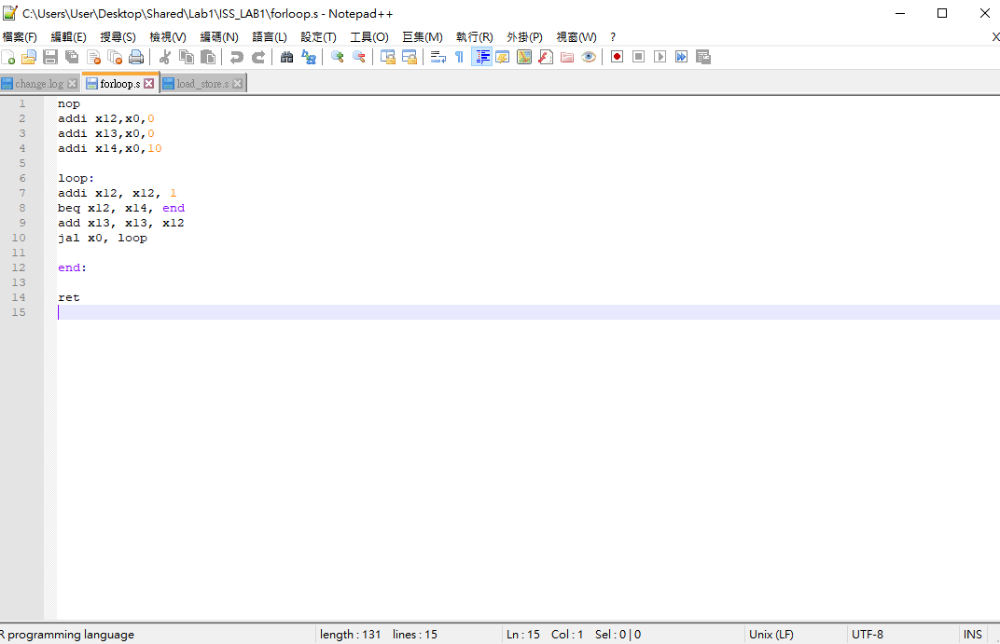 C:\Users\User\Desktop\Shared\Lab1\ISS_LAB1\forloop.s - Notepad++
檔案(F) 編輯(E) 搜尋(S) 檢視(V) 編碼(N) 語言(L) 設定(T) 工具(O) 巨集(M) 執行(R) 外掛(P) 視窗(W) ? X
change.log forloop.s load_store.s
1 nop
2 addi x12,x0,0
3 addi x13,x0,0
4 addi x14,x0,10
5
6 loop:
7 addi x12, x12, 1
8 beq x12, x14, end
9 add x13, x13, x12
10 jal x0, loop
11
12 end:
13
14 ret
15
R programming language length : 131 lines : 15 Ln : 15 Col : 1 Sel : 0 | 0 Unix (LF) UTF-8 INS